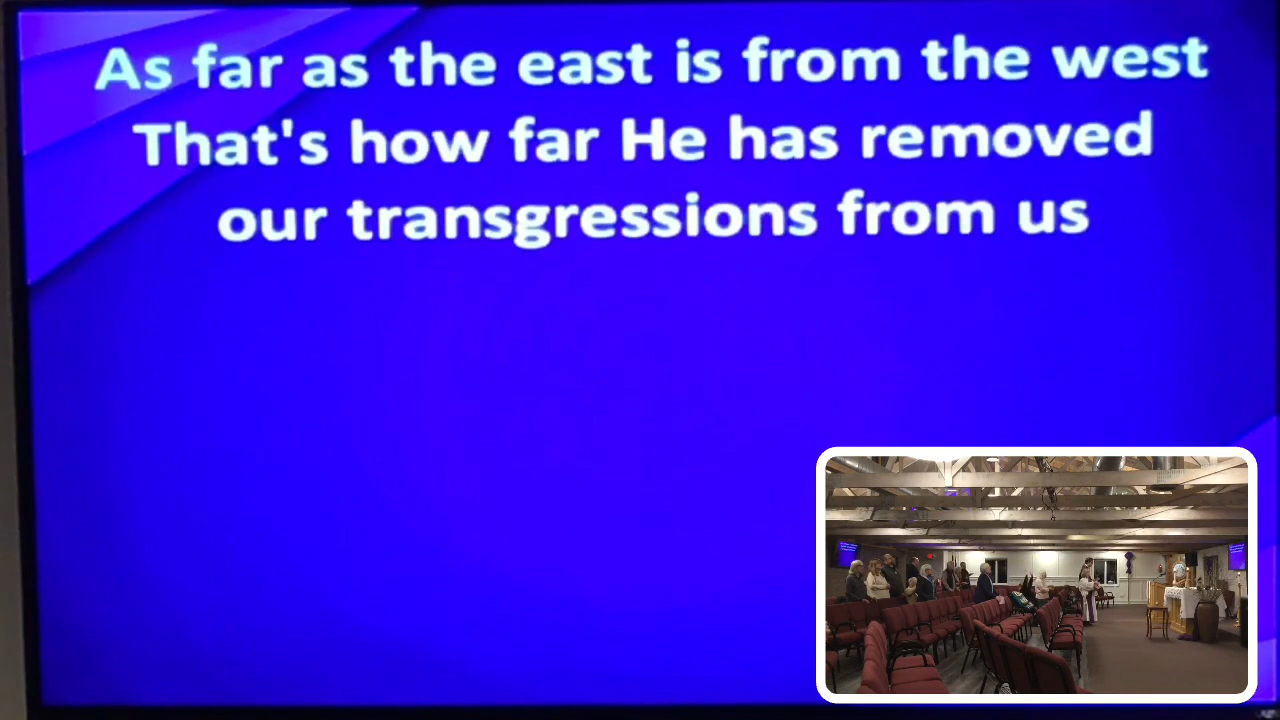 As far as the east is from the west
That's how far He has removed
our transgressions from us